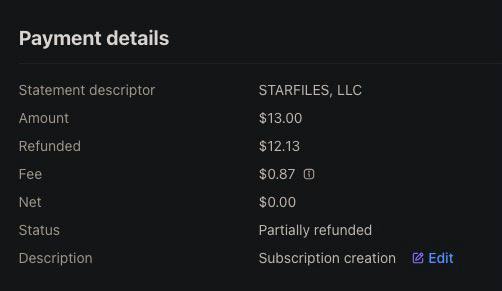 Payment details
Statement descriptor STARFILES, LLC
Amount $13.00
Refunded $12.13
Fee $0.87
Net $0.00
Status Partially refunded
Description Subscription creation Edit